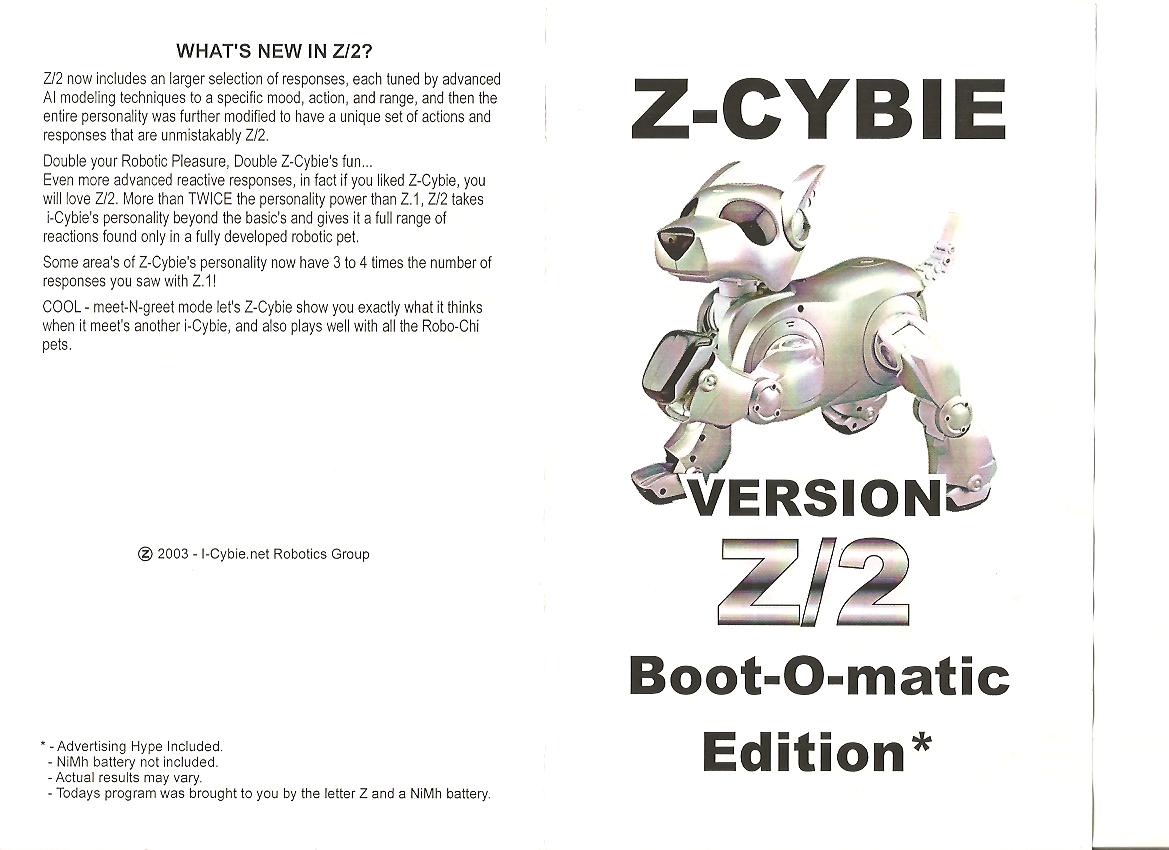 WHAT'S NEW IN Z/2?
Z/2 now includes an larger selection of responses, each tuned by advanced
AI modeling techniques to a specific mood, action, and range, and then the
entire personality was further modified to have a unique set of actions and
responses that are unmistakably Z/2.
Double your Robotic Pleasure, Double Z-Cybie's fun...
Even more advanced reactive responses, in fact if you liked Z-Cybie, you
will love Z/2. More than TWICE the personality power than Z.1, Z/2 takes
i-Cybie's personality beyond the basic's and gives it a full range of
reactions found only in a fully developed robotic pet.
Some area's of Z-Cybie's personality now have 3 to 4 times the number of
responses you saw with Z.1!
COOL - meet-N-greet mode let's Z-Cybie show you exactly what it thinks
when it meet's another i-Cybie, and also plays well with all the Robo-Chi
pets.
Ⓩ 2003 - I-Cybie.net Robotics Group
* - Advertising Hype Included.
- NiMh battery not included.
- Actual results may vary.
- Todays program was brought to you by the letter Z and a NiMh battery.
Z-CYBIE
VERSION
Z/2
Boot-O-matic
Edition*